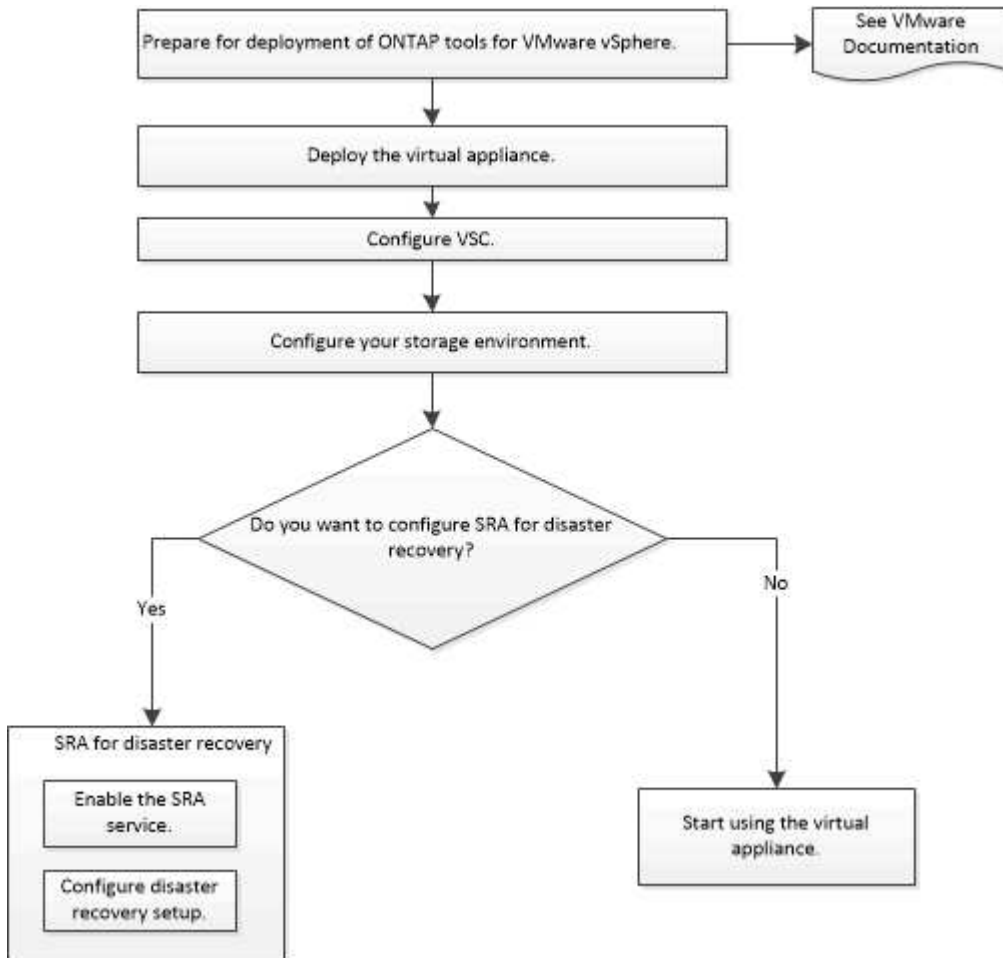 Prepare for deployment of ONTAP tools for VMware vSphere.
See VMware
Documentation
Deploy the virtual appliance.
Configure VSC.
Configure your storage environment.
Do you want to configure SRA for disaster
recovery?
Yes
No
SRA for disaster recovery
Enable the SRA
service.
Configure disaster
recovery setup.
Start using the virtual
appliance.